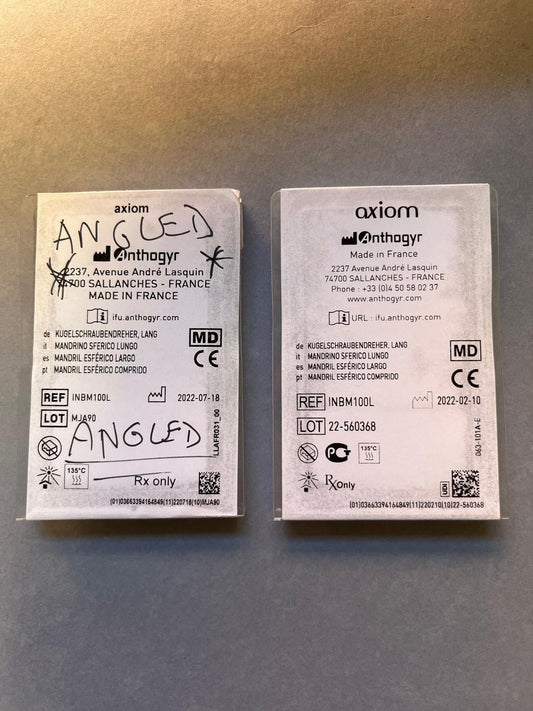 axiom
ANGLED
Anthogyr
2237, Avenue André Lasquin
74700 SALLANCHES - FRANCE
MADE IN FRANCE
ifu.anthogyr.com
de KUGELSCHRAUBENDREHER, LANG
it MANDRINO SFERICO LUNGO
es MANDRIL ESFÉRICO LARGO
pt MANDRIL ESFÉRICO COMPRIDO
MD
CE
REF INBM100L
2022-07-18
LOT MJA90
ANGLED
LLAFR031_00
135°C
Rx only
(01)03663394164849(11)220718(10)MJA90
axiom
Anthogyr
Made in France
2237 Avenue André Lasquin
74700 SALLANCHES - FRANCE
Phone : +33 (0)4 50 58 02 37
www.anthogyr.com
URL : ifu.anthogyr.com
de KUGELSCHRAUBENDREHER, LANG
it MANDRINO SFERICO LUNGO
es MANDRIL ESFÉRICO LARGO
pt MANDRIL ESFÉRICO COMPRIDO
MD
CE
REF INBM100L
2022-02-10
LOT 22-560368
063-101A-E
135°C
Rx Only
UDI
(01)03663394164849(11)220210(10)22-560368